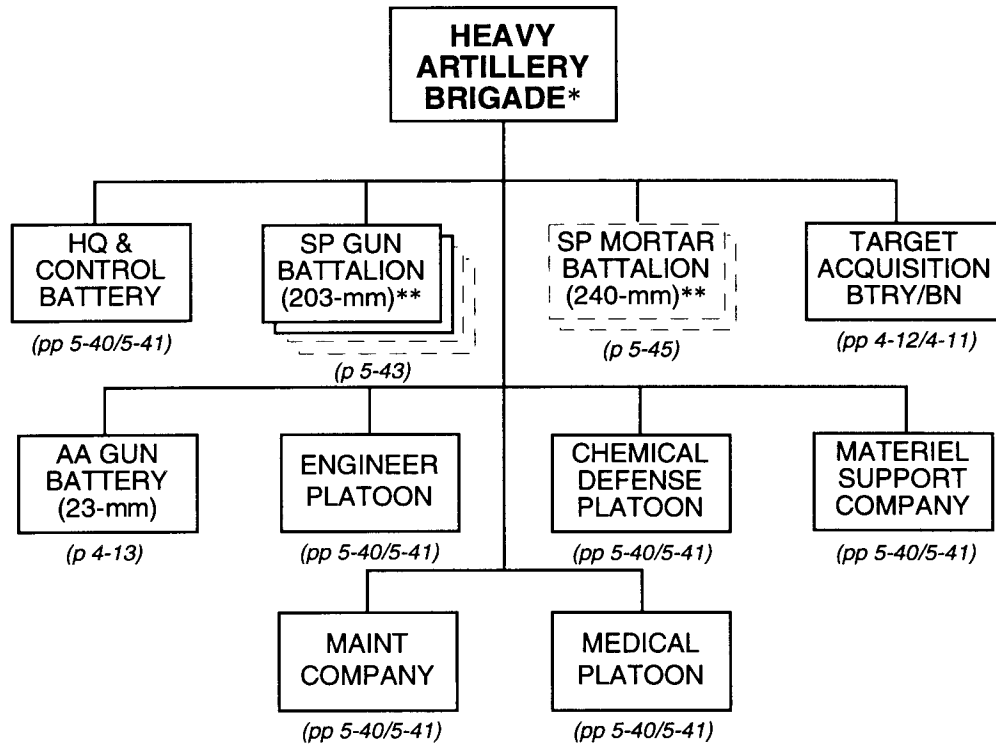 HEAVY
ARTILLERY
BRIGADE*
HQ &
CONTROL
BATTERY
(pp 5-40/5-41)
SP GUN
BATTALION
(203-mm)**
(p 5-43)
SP MORTAR
BATTALION
(240-mm)**
(p 5-45)
TARGET
ACQUISITION
BTRY/BN
(pp 4-12/4-11)
AA GUN
BATTERY
(23-mm)
(p 4-13)
ENGINEER
PLATOON
(pp 5-40/5-41)
CHEMICAL
DEFENSE
PLATOON
(pp 5-40/5-41)
MATERIEL
SUPPORT
COMPANY
(pp 5-40/5-41)
MAINT
COMPANY
(pp 5-40/5-41)
MEDICAL
PLATOON
(pp 5-40/5-41)